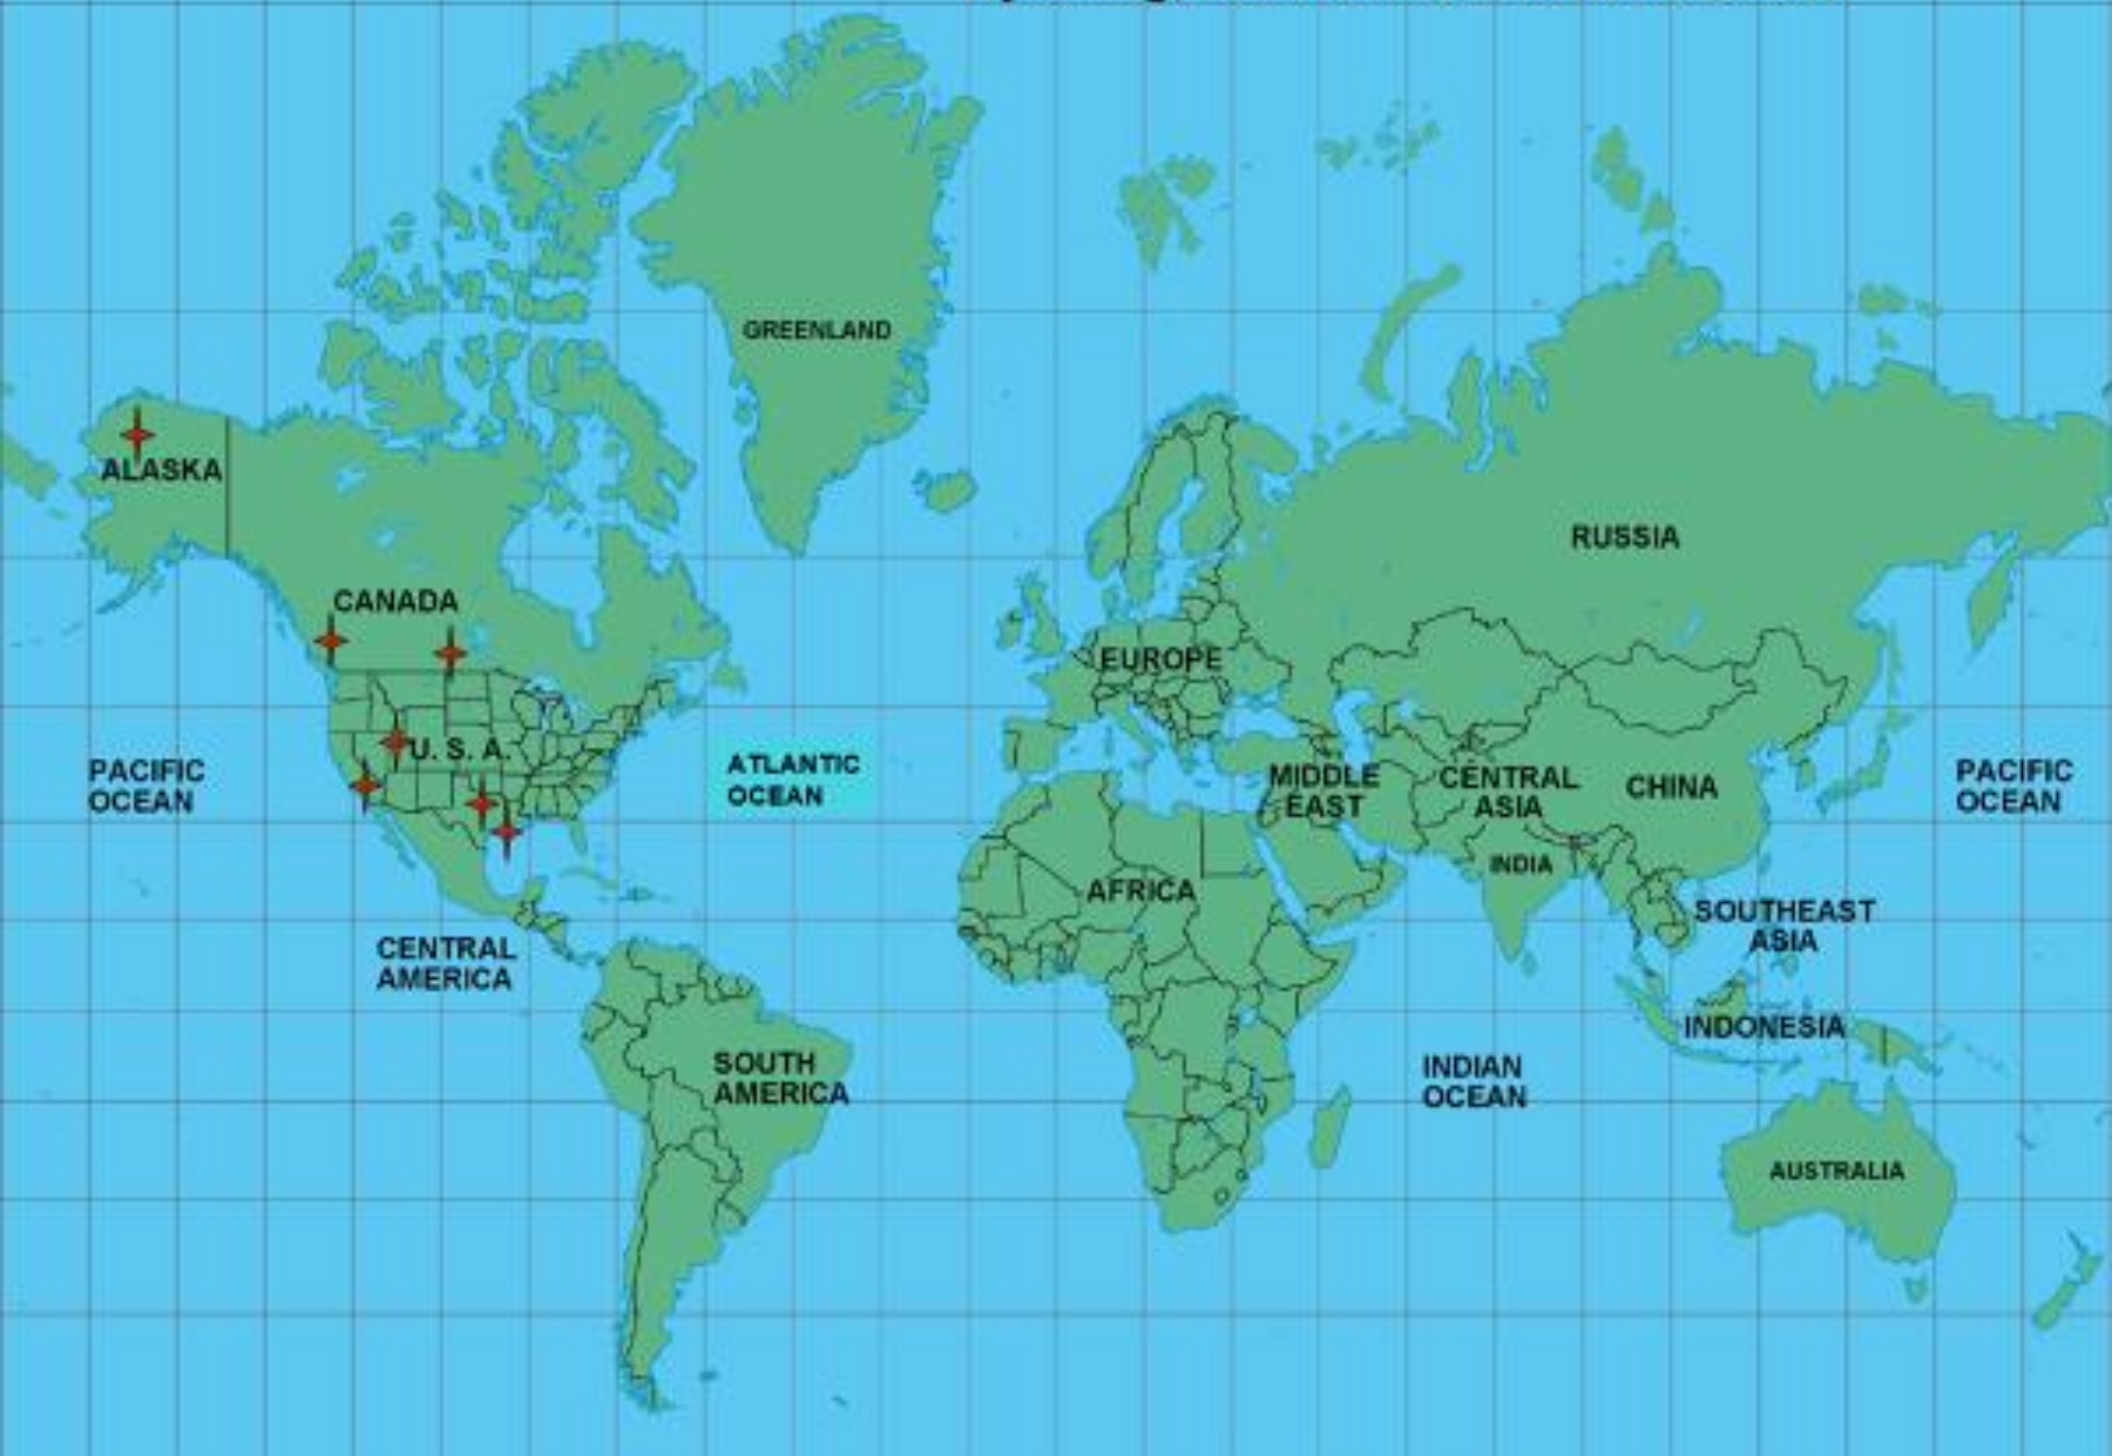 GREENLAND
ALASKA
RUSSIA
CANADA
EUROPE
U. S. A.
PACIFIC
OCEAN
ATLANTIC
OCEAN
MIDDLE
EAST
CENTRAL
ASIA
CHINA
PACIFIC
OCEAN
INDIA
AFRICA
SOUTHEAST
ASIA
CENTRAL
AMERICA
INDONESIA
SOUTH
AMERICA
INDIAN
OCEAN
AUSTRALIA